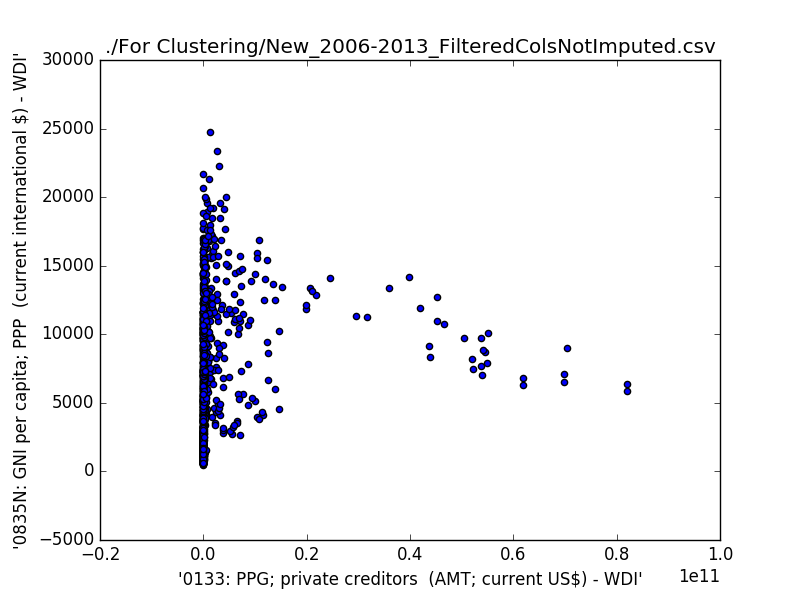 ./For Clustering/New_2006-2013_FilteredColsNotImputed.csv
'0835N: GNI per capita; PPP  (current international $) - WDI'
30000
25000
20000
15000
10000
5000
0
−5000
−0.2 0.0 0.2 0.4 0.6 0.8 1.0
1e11
'0133: PPG; private creditors  (AMT; current US$) - WDI'